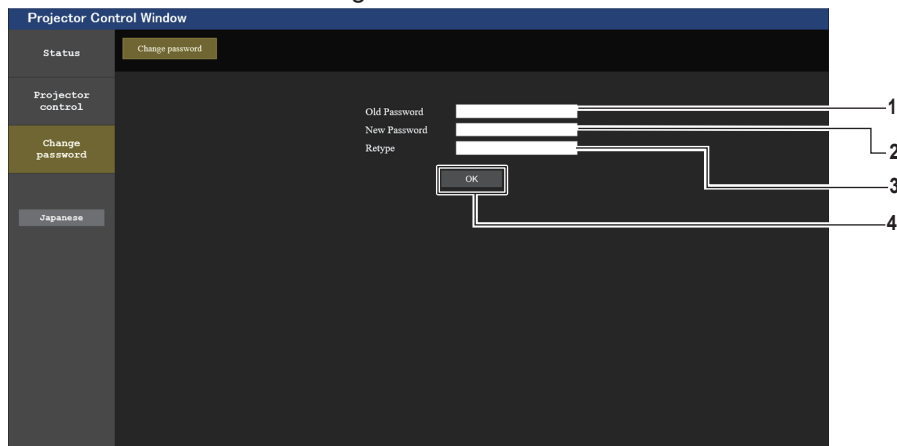 Projector Control Window
Status
Change password
Projector
control
Change
password
Japanese
Old Password
New Password
Retype
OK
1
2
3
4